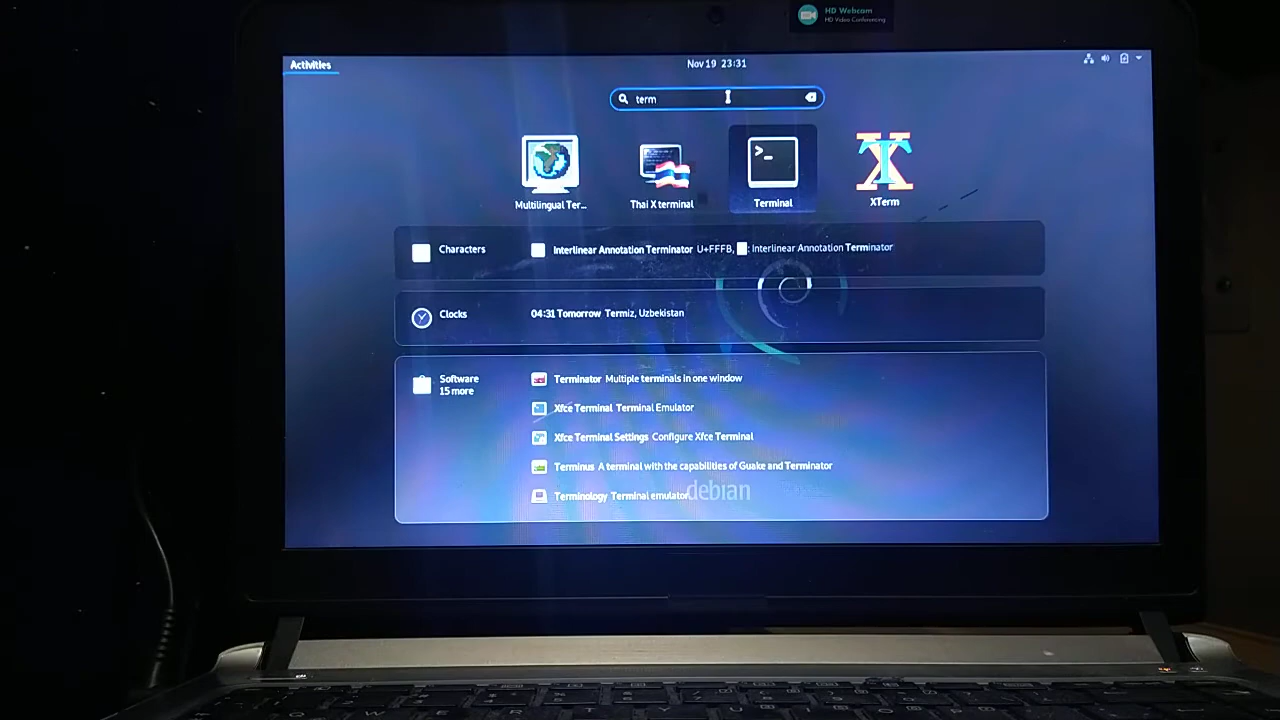 HD Webcam
HD Video Conferencing
Activities
Nov 19 23:31
term
Multilingual Ter...
Thai X terminal
Terminal
XTerm
Characters
Interlinear Annotation Terminator U+FFFB, : Interlinear Annotation Terminator
Clocks
04:31 Tomorrow Termiz, Uzbekistan
Software
15 more
Terminator Multiple terminals in one window
Xfce Terminal Terminal Emulator
Xfce Terminal Settings Configure Xfce Terminal
Terminus A terminal with the capabilities of Guake and Terminator
Terminology Terminal emulator
debian